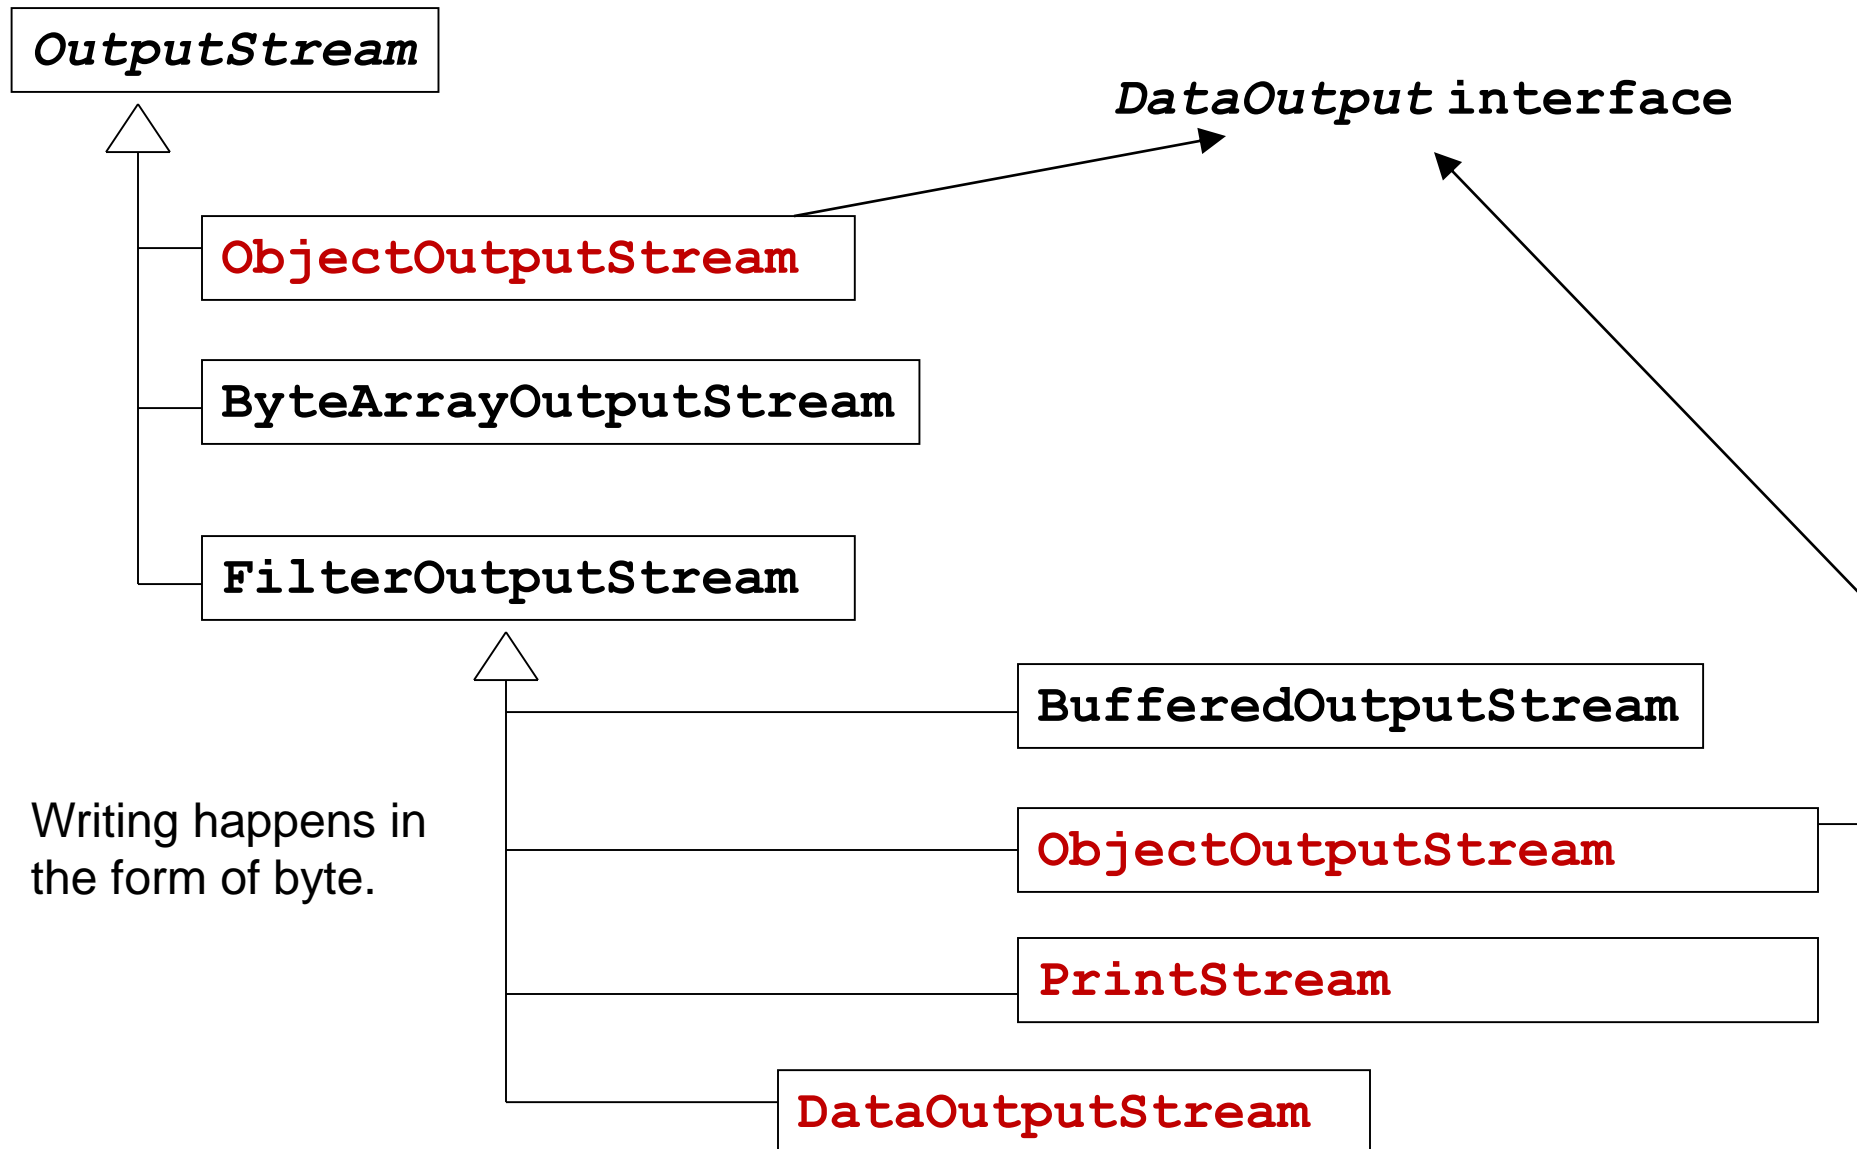 OutputStream
DataOutput interface
ObjectOutputStream
ByteArrayOutputStream
FilterOutputStream
BufferedOutputStream
Writing happens in
the form of byte.
ObjectOutputStream
PrintStream
DataOutputStream